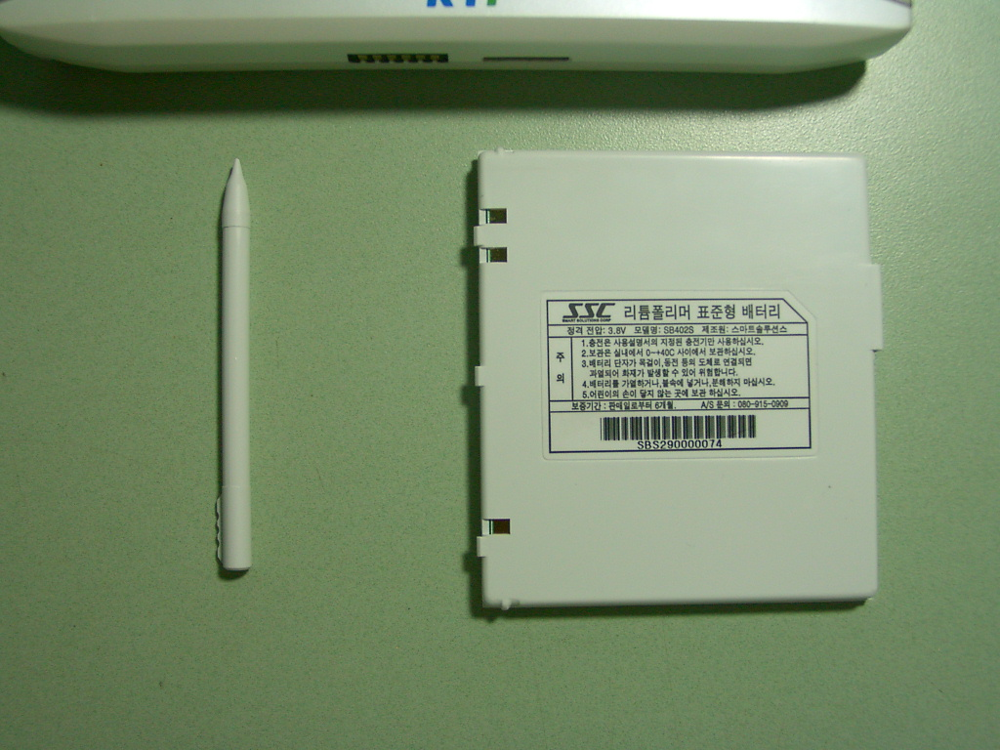 SSC 리튬폴리머 표준형 배터리
SMART SOLUTIONS CORP
정격 전압: 3.8V 모델명: SB402S 제조원: 스마트솔루션스
주의
1.충전은 사용설명서의 지정된 충전기만 사용하십시오.
2.보관은 실내에서 0~+40C 사이에서 보관하십시오.
3.배터리 단자가 목걸이,동전 등의 도체로 연결되면
과열되어 화재가 발생할 수 있어 위험합니다.
4.배터리를 가열하거나,불속에 넣거나,분해하지 마십시오.
5.어린이의 손이 닿지 않는 곳에 보관 하십시오.
보증기간 : 판매일로부터 6개월. A/S 문의 : 080-915-0909
SBS290000074